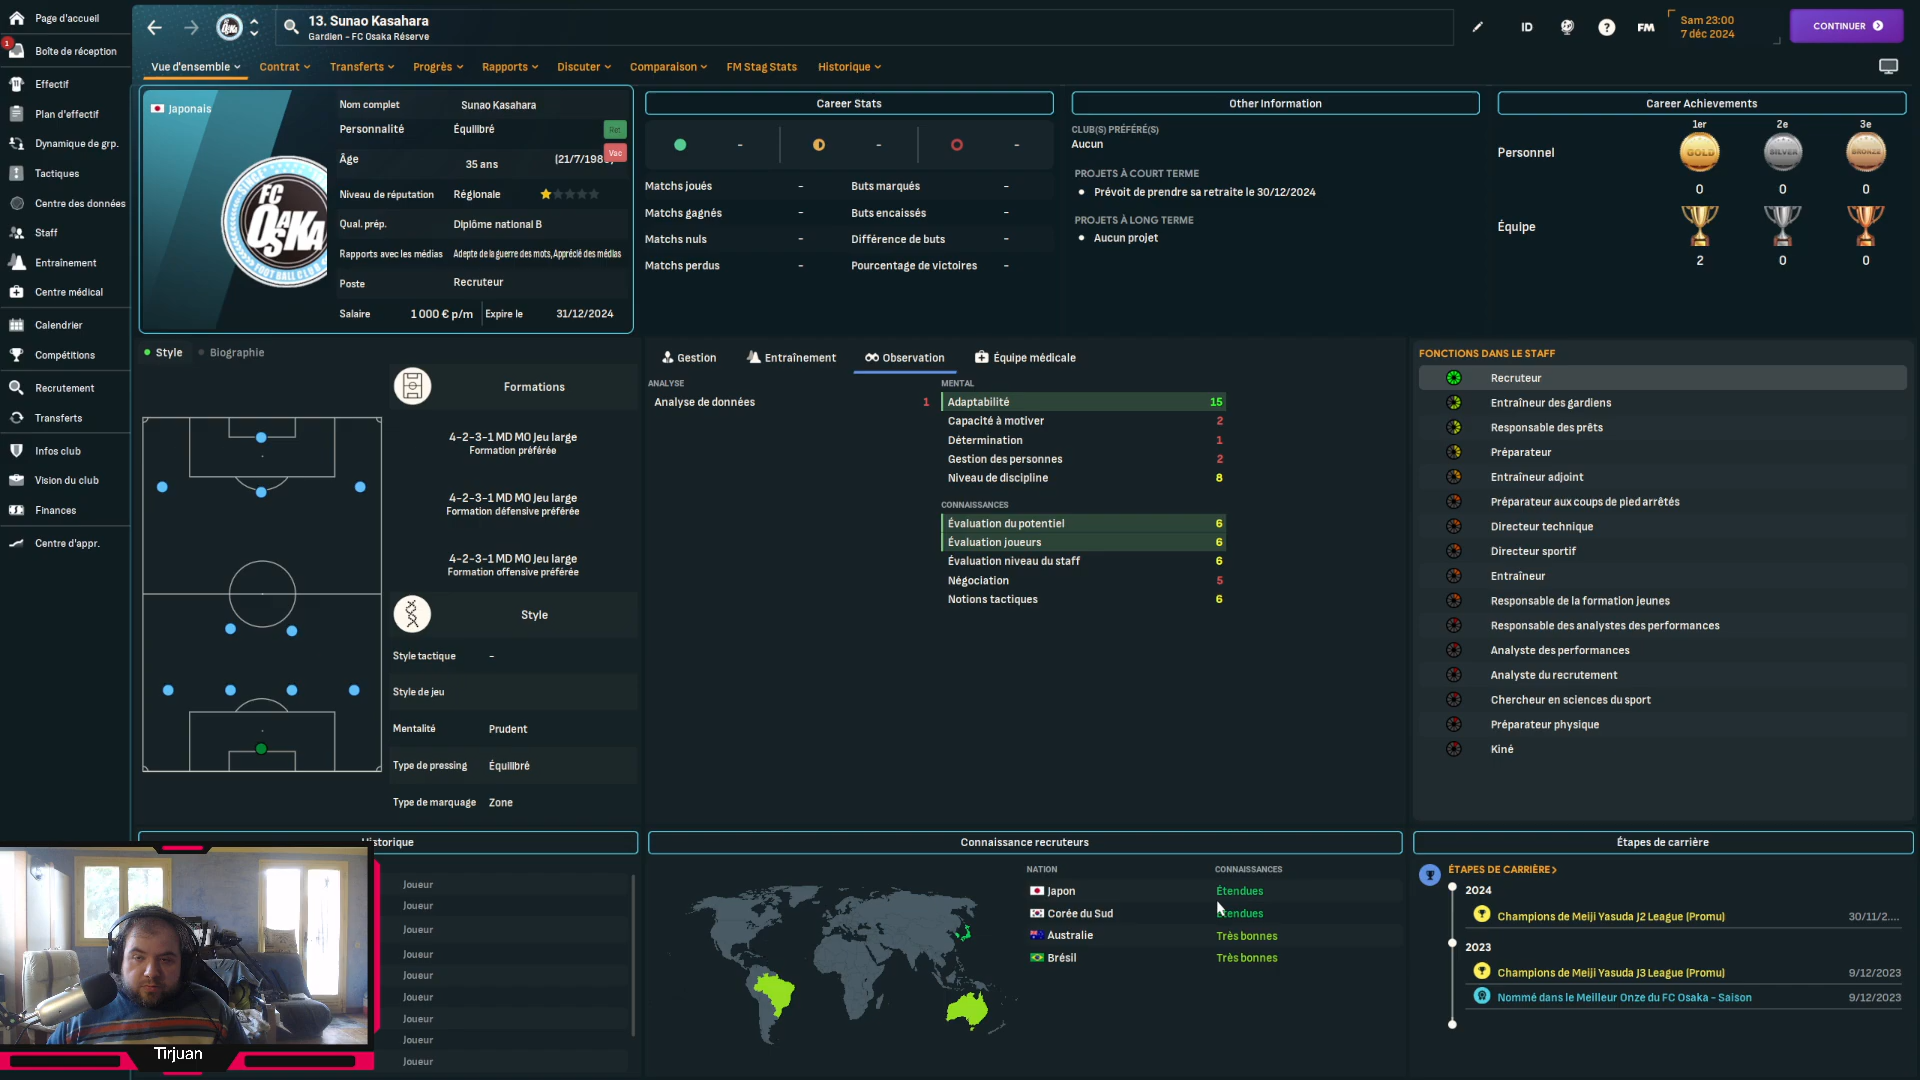 Page d'accueil
1
Boîte de réception
Effectif
Plan d'effectif
Dynamique de grp.
Tactiques
Centre des données
Staff
Entraînement
Centre médical
Calendrier
Compétitions
Recrutement
Transferts
Infos club
Vision du club
Finances
Centre d'appr.
13. Sunao Kasahara
Gardien - FC Osaka Réserve
ID
FM
Sam 23:00
7 déc 2024
CONTINUER
Vue d'ensemble
Contrat
Transferts
Progrès
Rapports
Discuter
Comparaison
FM Stag Stats
Historique
Japonais
FC
OSAKA
FOOTBALL CLUB
Nom complet Sunao Kasahara
Personnalité Équilibré
Ret
Âge 35 ans
Vac
Niveau de réputation Régionale
Qual. prép. Diplôme national B
Rapports avec les médias Adepte de la guerre des mots, Apprécié des médias
Poste Recruteur
Salaire 1 000 € p/m Expire le 31/12/2024
Career Stats
- - -
Matchs joués - Buts marqués -
Matchs gagnés - Buts encaissés -
Matchs nuls - Différence de buts -
Matchs perdus - Pourcentage de victoires -
Other Information
CLUB(S) PRÉFÉRÉ(S)
Aucun
PROJETS À COURT TERME
Prévoit de prendre sa retraite le 30/12/2024
PROJETS À LONG TERME
Aucun projet
Career Achievements
1er 2e 3e
Personnel GOLD SILVER BRONZE
0 0 0
Équipe
2 0 0
Style
Biographie
Formations
4-2-3-1 MD MO Jeu large
Formation préférée
4-2-3-1 MD MO Jeu large
Formation défensive préférée
4-2-3-1 MD MO Jeu large
Formation offensive préférée
Style
Style tactique -
Style de jeu
Mentalité Prudent
Type de pressing Équilibré
Type de marquage Zone
Gestion
Entraînement
Observation
Équipe médicale
ANALYSE
Analyse de données 1
MENTAL
Adaptabilité 15
Capacité à motiver 2
Détermination 1
Gestion des personnes 2
Niveau de discipline 8
CONNAISSANCES
Évaluation du potentiel 6
Évaluation joueurs 6
Évaluation niveau du staff 6
Négociation 5
Notions tactiques 6
FONCTIONS DANS LE STAFF
Recruteur
Entraîneur des gardiens
Responsable des prêts
Préparateur
Entraîneur adjoint
Préparateur aux coups de pied arrêtés
Directeur technique
Directeur sportif
Entraîneur
Responsable de la formation jeunes
Responsable des analystes des performances
Analyste des performances
Analyste du recrutement
Chercheur en sciences du sport
Préparateur physique
Kiné
Historique
Joueur
Joueur
Joueur
Joueur
Joueur
Joueur
Joueur
Joueur
Joueur
Tirjuan
Connaissance recruteurs
NATION CONNAISSANCES
Japon Étendues
Corée du Sud Étendues
Australie Très bonnes
Brésil Très bonnes
Étapes de carrière
ÉTAPES DE CARRIÈRE>
2024
Champions de Meiji Yasuda J2 League (Promu) 30/11/2....
2023
Champions de Meiji Yasuda J3 League (Promu) 9/12/2023
Nommé dans le Meilleur Onze du FC Osaka - Saison 9/12/2023